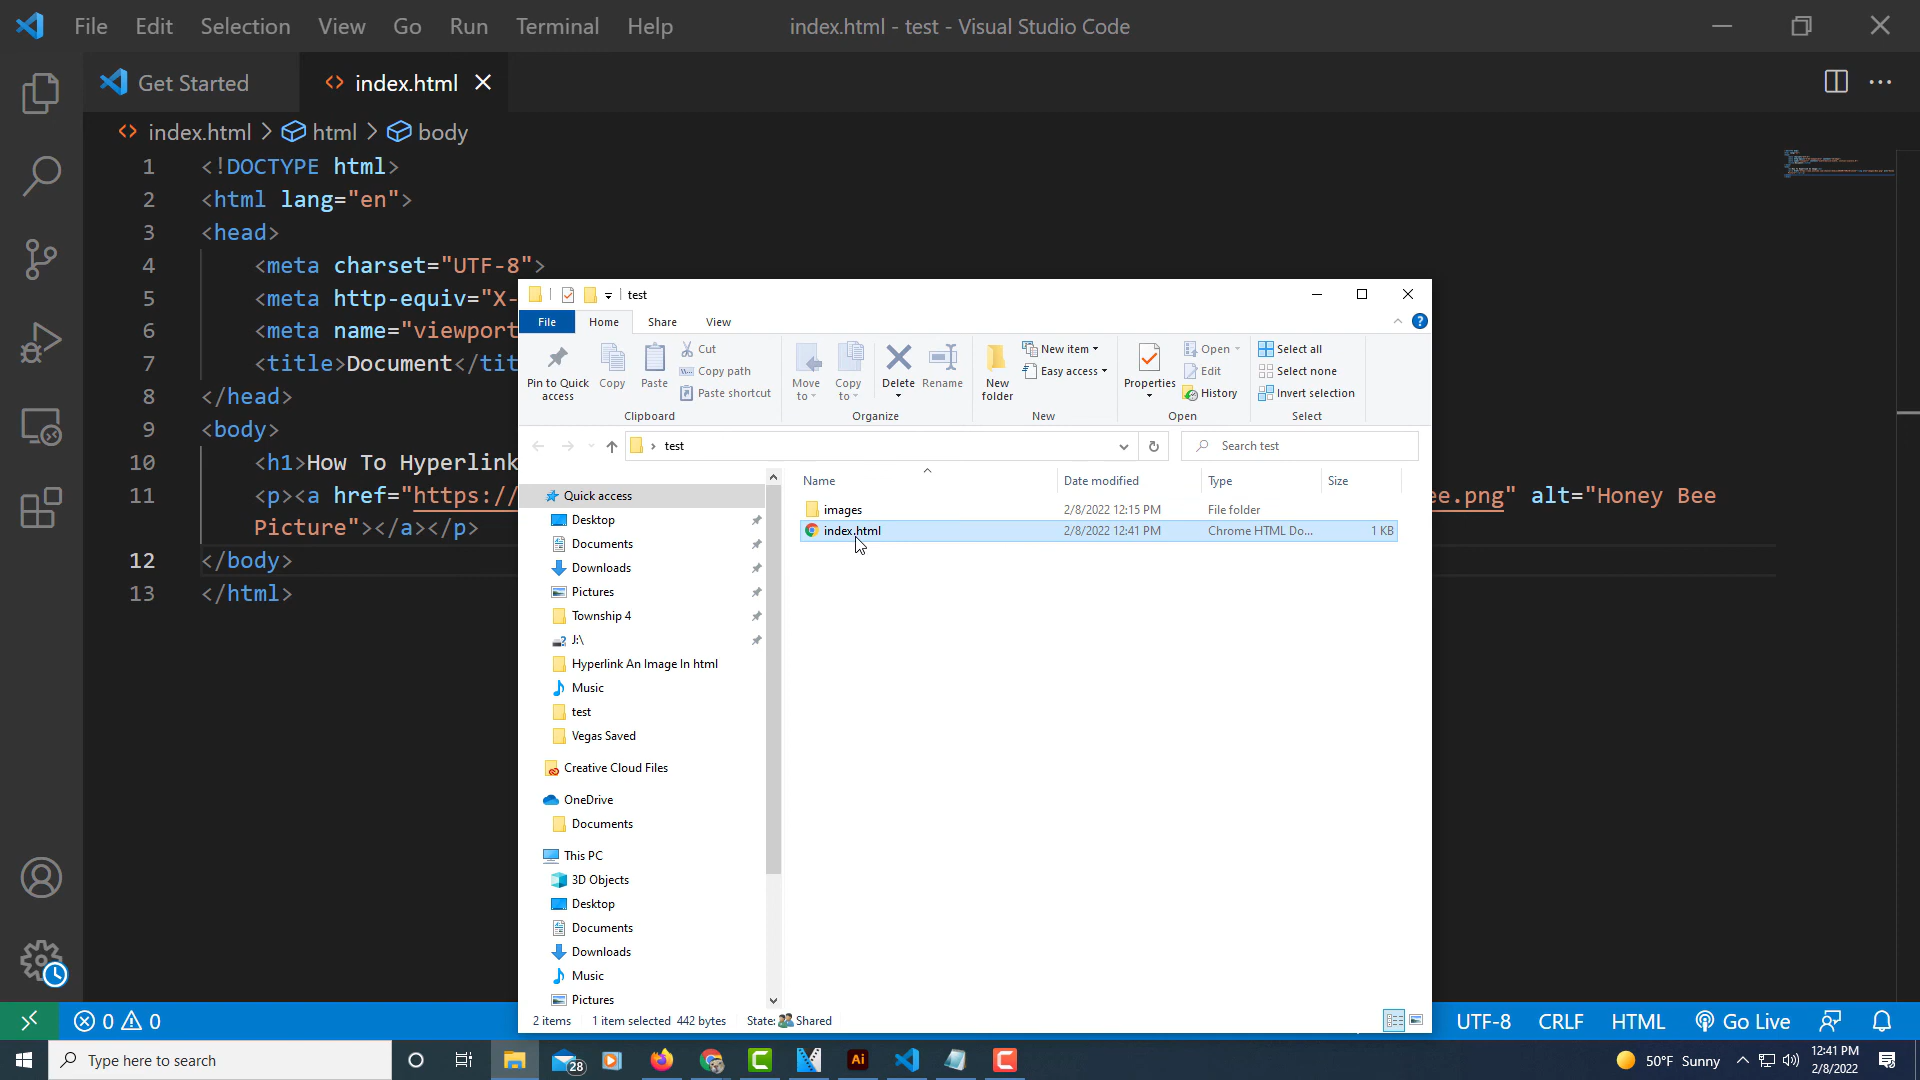 File Edit Selection View Go Run Terminal Help
index.html - test - Visual Studio Code
Get Started
index.html
index.html > html > body
1 <!DOCTYPE html>
2 <html lang="en">
3 <head>
4 <meta charset="UTF-8">
5 <meta http-equiv="X-
6 <meta name="viewport
7 <title>Document</tit
8 </head>
9 <body>
10 <h1>How To Hyperlink
11 <p><a href="https://
ee.png" alt="Honey Bee
Picture"></a></p>
12 </body>
13 </html>
test
File Home Share View
Pin to Quick access
Copy
Paste
Cut
Copy path
Paste shortcut
Clipboard
Move to
Copy to
Delete
Rename
Organize
New folder
New item
Easy access
New
Properties
Open
Edit
History
Open
Select all
Select none
Invert selection
Select
test
Search test
Quick access
Desktop
Documents
Downloads
Pictures
Township 4
J:\
Hyperlink An Image In html
Music
test
Vegas Saved
Creative Cloud Files
OneDrive
Documents
This PC
3D Objects
Desktop
Documents
Downloads
Music
Pictures
Name Date modified Type Size
images 2/8/2022 12:15 PM File folder
index.html 2/8/2022 12:41 PM Chrome HTML Do... 1 KB
2 items 1 item selected 442 bytes State: Shared
0 0
UTF-8 CRLF HTML Go Live
Type here to search
28
Ai
50°F Sunny
12:41 PM
2/8/2022